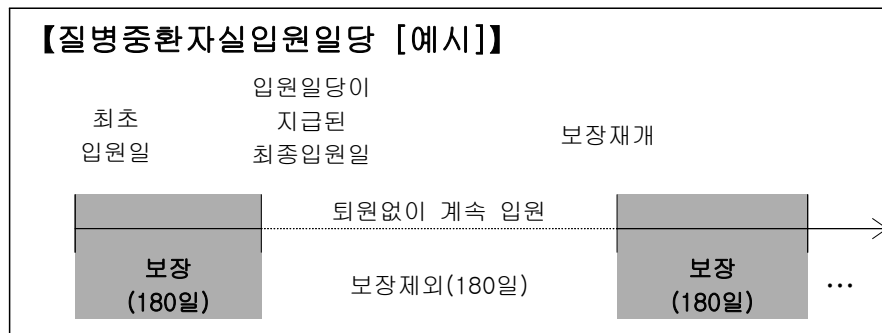 【질병중환자실입원일당 [예시]】
최초
입원일
입원일당이
지급된
최종입원일
보장재개
퇴원없이 계속 입원
보장
(180일)
보장제외(180일)
보장
(180일)
…